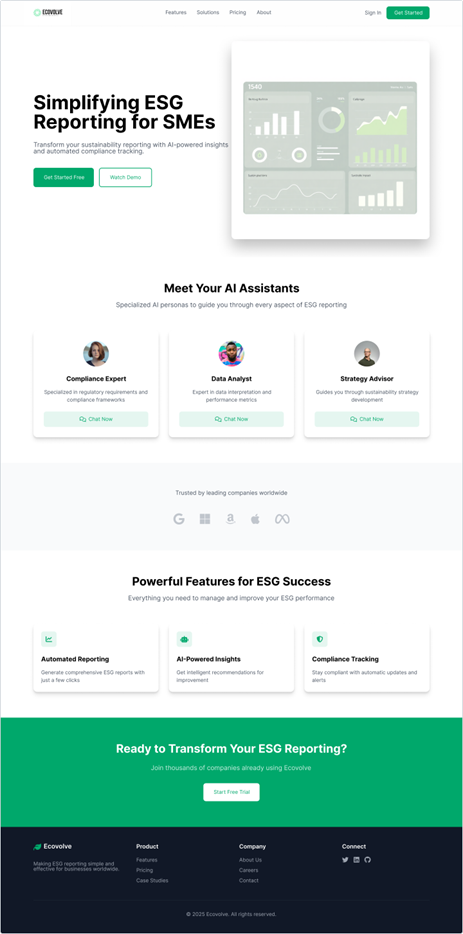 ECOVOLVE
Features Solutions Pricing About
Sign In Get Started
Simplifying ESG
Reporting for SMEs
Transform your sustainability reporting with AI-powered insights
and automated compliance tracking.
Get Started Free Watch Demo
1540
Meet Your AI Assistants
Specialized AI personas to guide you through every aspect of ESG reporting
Compliance Expert
Specialized in regulatory requirements and
compliance frameworks
Chat Now
Data Analyst
Expert in data interpretation and
performance metrics
Chat Now
Strategy Advisor
Guides you through sustainability strategy
development
Chat Now
Trusted by leading companies worldwide
Powerful Features for ESG Success
Everything you need to manage and improve your ESG performance
Automated Reporting
Generate comprehensive ESG reports with
just a few clicks
AI-Powered Insights
Get intelligent recommendations for
improvement
Compliance Tracking
Stay compliant with automatic updates and
alerts
Ready to Transform Your ESG Reporting?
Join thousands of companies already using Ecovolve
Start Free Trial
Ecovolve
Making ESG reporting simple and
effective for businesses worldwide.
Product
Features
Pricing
Case Studies
Company
About Us
Careers
Contact
Connect
© 2025 Ecovolve. All rights reserved.